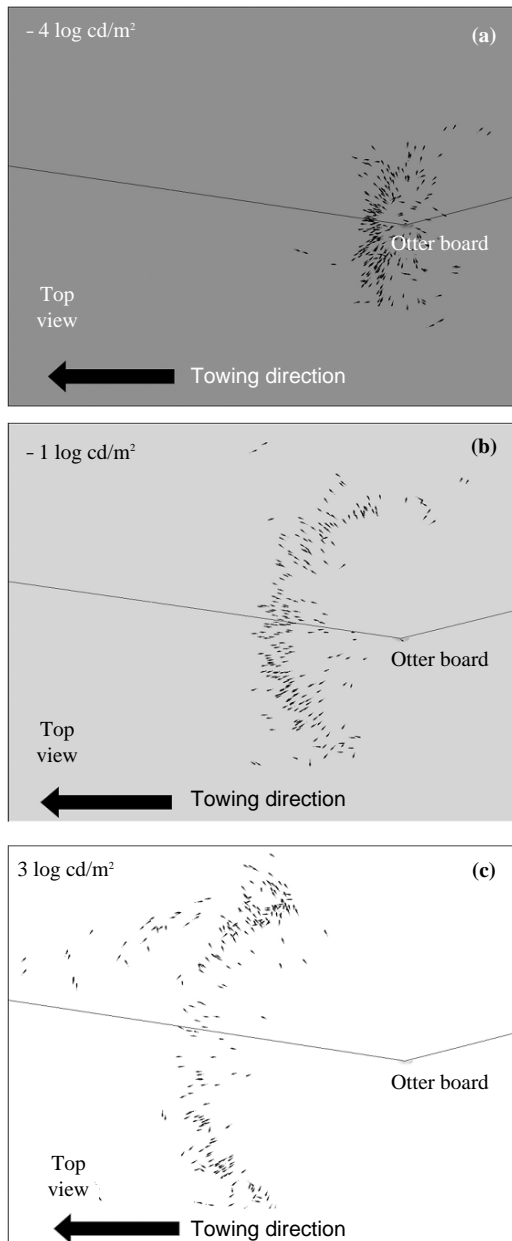 – 4 log cd/m²
(a)
Otter board
Top
view
Towing direction
– 1 log cd/m²
(b)
Otter board
Top
view
Towing direction
3 log cd/m²
(c)
Otter board
Top
view
Towing direction